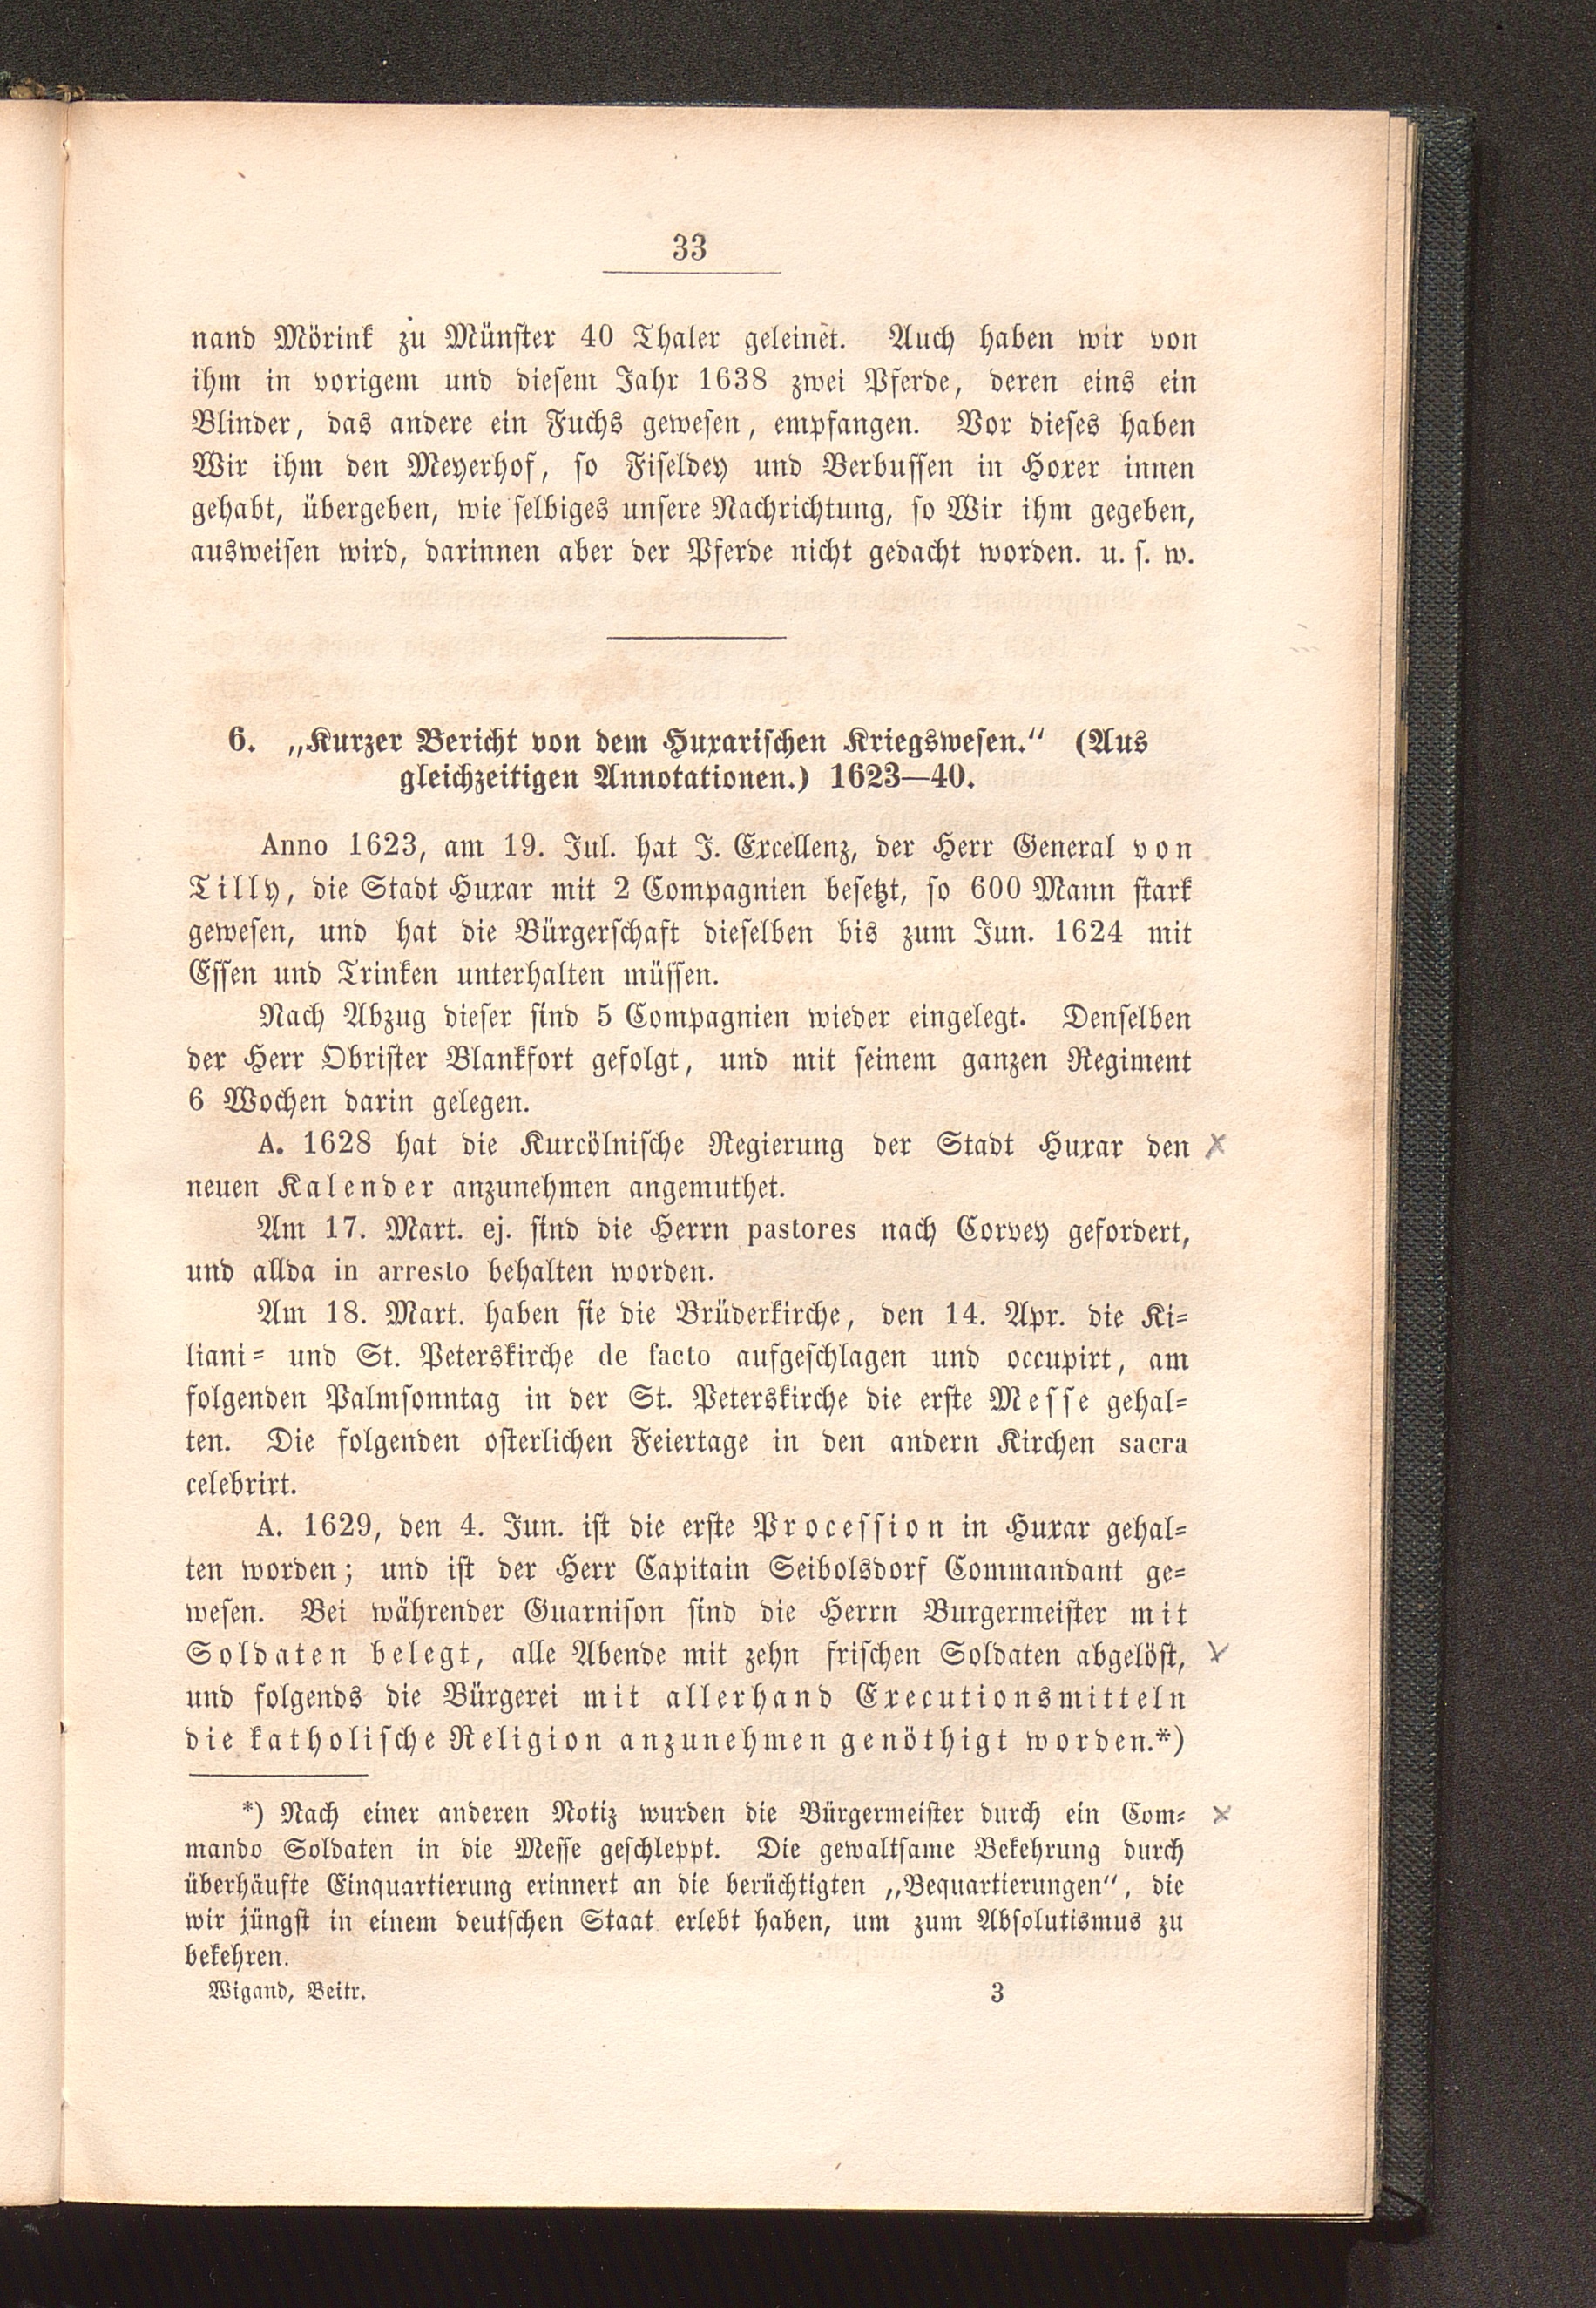 33
nand Mörink zu Münster 40 Thaler geleinet. Auch haben wir von
ihm in vorigem und diesem Jahr 1638 zwei Pferde, deren eins ein
Blinder, das andere ein Fuchs gewesen, empfangen. Vor dieses haben
Wir ihm den Meyerhof, so Fiseldey und Verbussen in Hoxer innen
gehabt, übergeben, wie selbiges unsere Nachrichtung, so Wir ihm gegeben,
ausweisen wird, darinnen aber der Pferde nicht gedacht worden. u. s. w.
6. „Kurzer Bericht von dem Huxarischen Kriegswesen.“ (Aus
gleichzeitigen Annotationen.) 1623—40.
Anno 1623, am 19. Jul. hat J. Excellenz, der Herr General von
Tilly, die Stadt Huxar mit 2 Compagnien besetzt, so 600 Mann stark
gewesen, und hat die Bürgerschaft dieselben bis zum Jun. 1624 mit
Essen und Trinken unterhalten müssen.
Nach Abzug dieser sind 5 Compagnien wieder eingelegt. Denselben
der Herr Obrister Blankfort gefolgt, und mit seinem ganzen Regiment
6 Wochen darin gelegen.
A. 1628 hat die Kurcölnische Regierung der Stadt Huxar den
neuen Kalender anzunehmen angemuthet.
Am 17. Mart. ej. sind die Herrn pastores nach Corvey gefordert,
und allda in arresto behalten worden.
Am 18. Mart. haben sie die Brüderkirche, den 14. Apr. die Ki-
liani- und St. Peterskirche de facto aufgeschlagen und occupirt, am
folgenden Palmsonntag in der St. Peterskirche die erste Messe gehal-
ten. Die folgenden osterlichen Feiertage in den andern Kirchen sacra
celebrirt.
A. 1629, den 4. Jun. ist die erste Procession in Huxar gehal-
ten worden; und ist der Herr Capitain Seibolsdorf Commandant ge-
wesen. Bei währender Guarnison sind die Herrn Burgermeister mit
Soldaten belegt, alle Abende mit zehn frischen Soldaten abgelöst,
und folgends die Bürgerei mit allerhand Executionsmitteln
die katholische Religion anzunehmen genöthigt worden.*)
*) Nach einer anderen Notiz wurden die Bürgermeister durch ein Com-
mando Soldaten in die Messe geschleppt. Die gewaltsame Bekehrung durch
überhäufte Einquartierung erinnert an die berüchtigten „Bequartierungen“, die
wir jüngst in einem deutschen Staat erlebt haben, um zum Absolutismus zu
bekehren.
Wigand, Beitr. 3